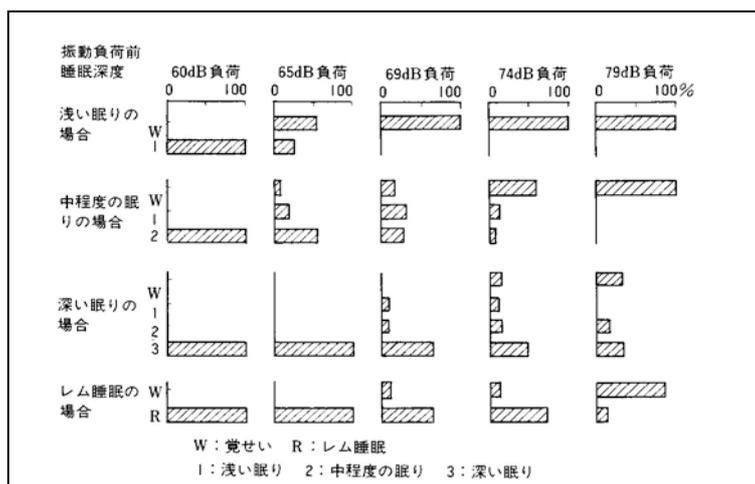 振動負荷前
睡眠深度
60dB負荷 65dB負荷 69dB負荷 74dB負荷 79dB負荷
0 100 0 100 0 100 0 100 0 100%
浅い眠りの
場合
W
1
中程度の眠
りの場合
W
1
2
深い眠りの
場合
W
1
2
3
レム睡眠の
場合
W
R
W:覚せい R:レム睡眠
1:浅い眠り 2:中程度の眠り 3:深い眠り